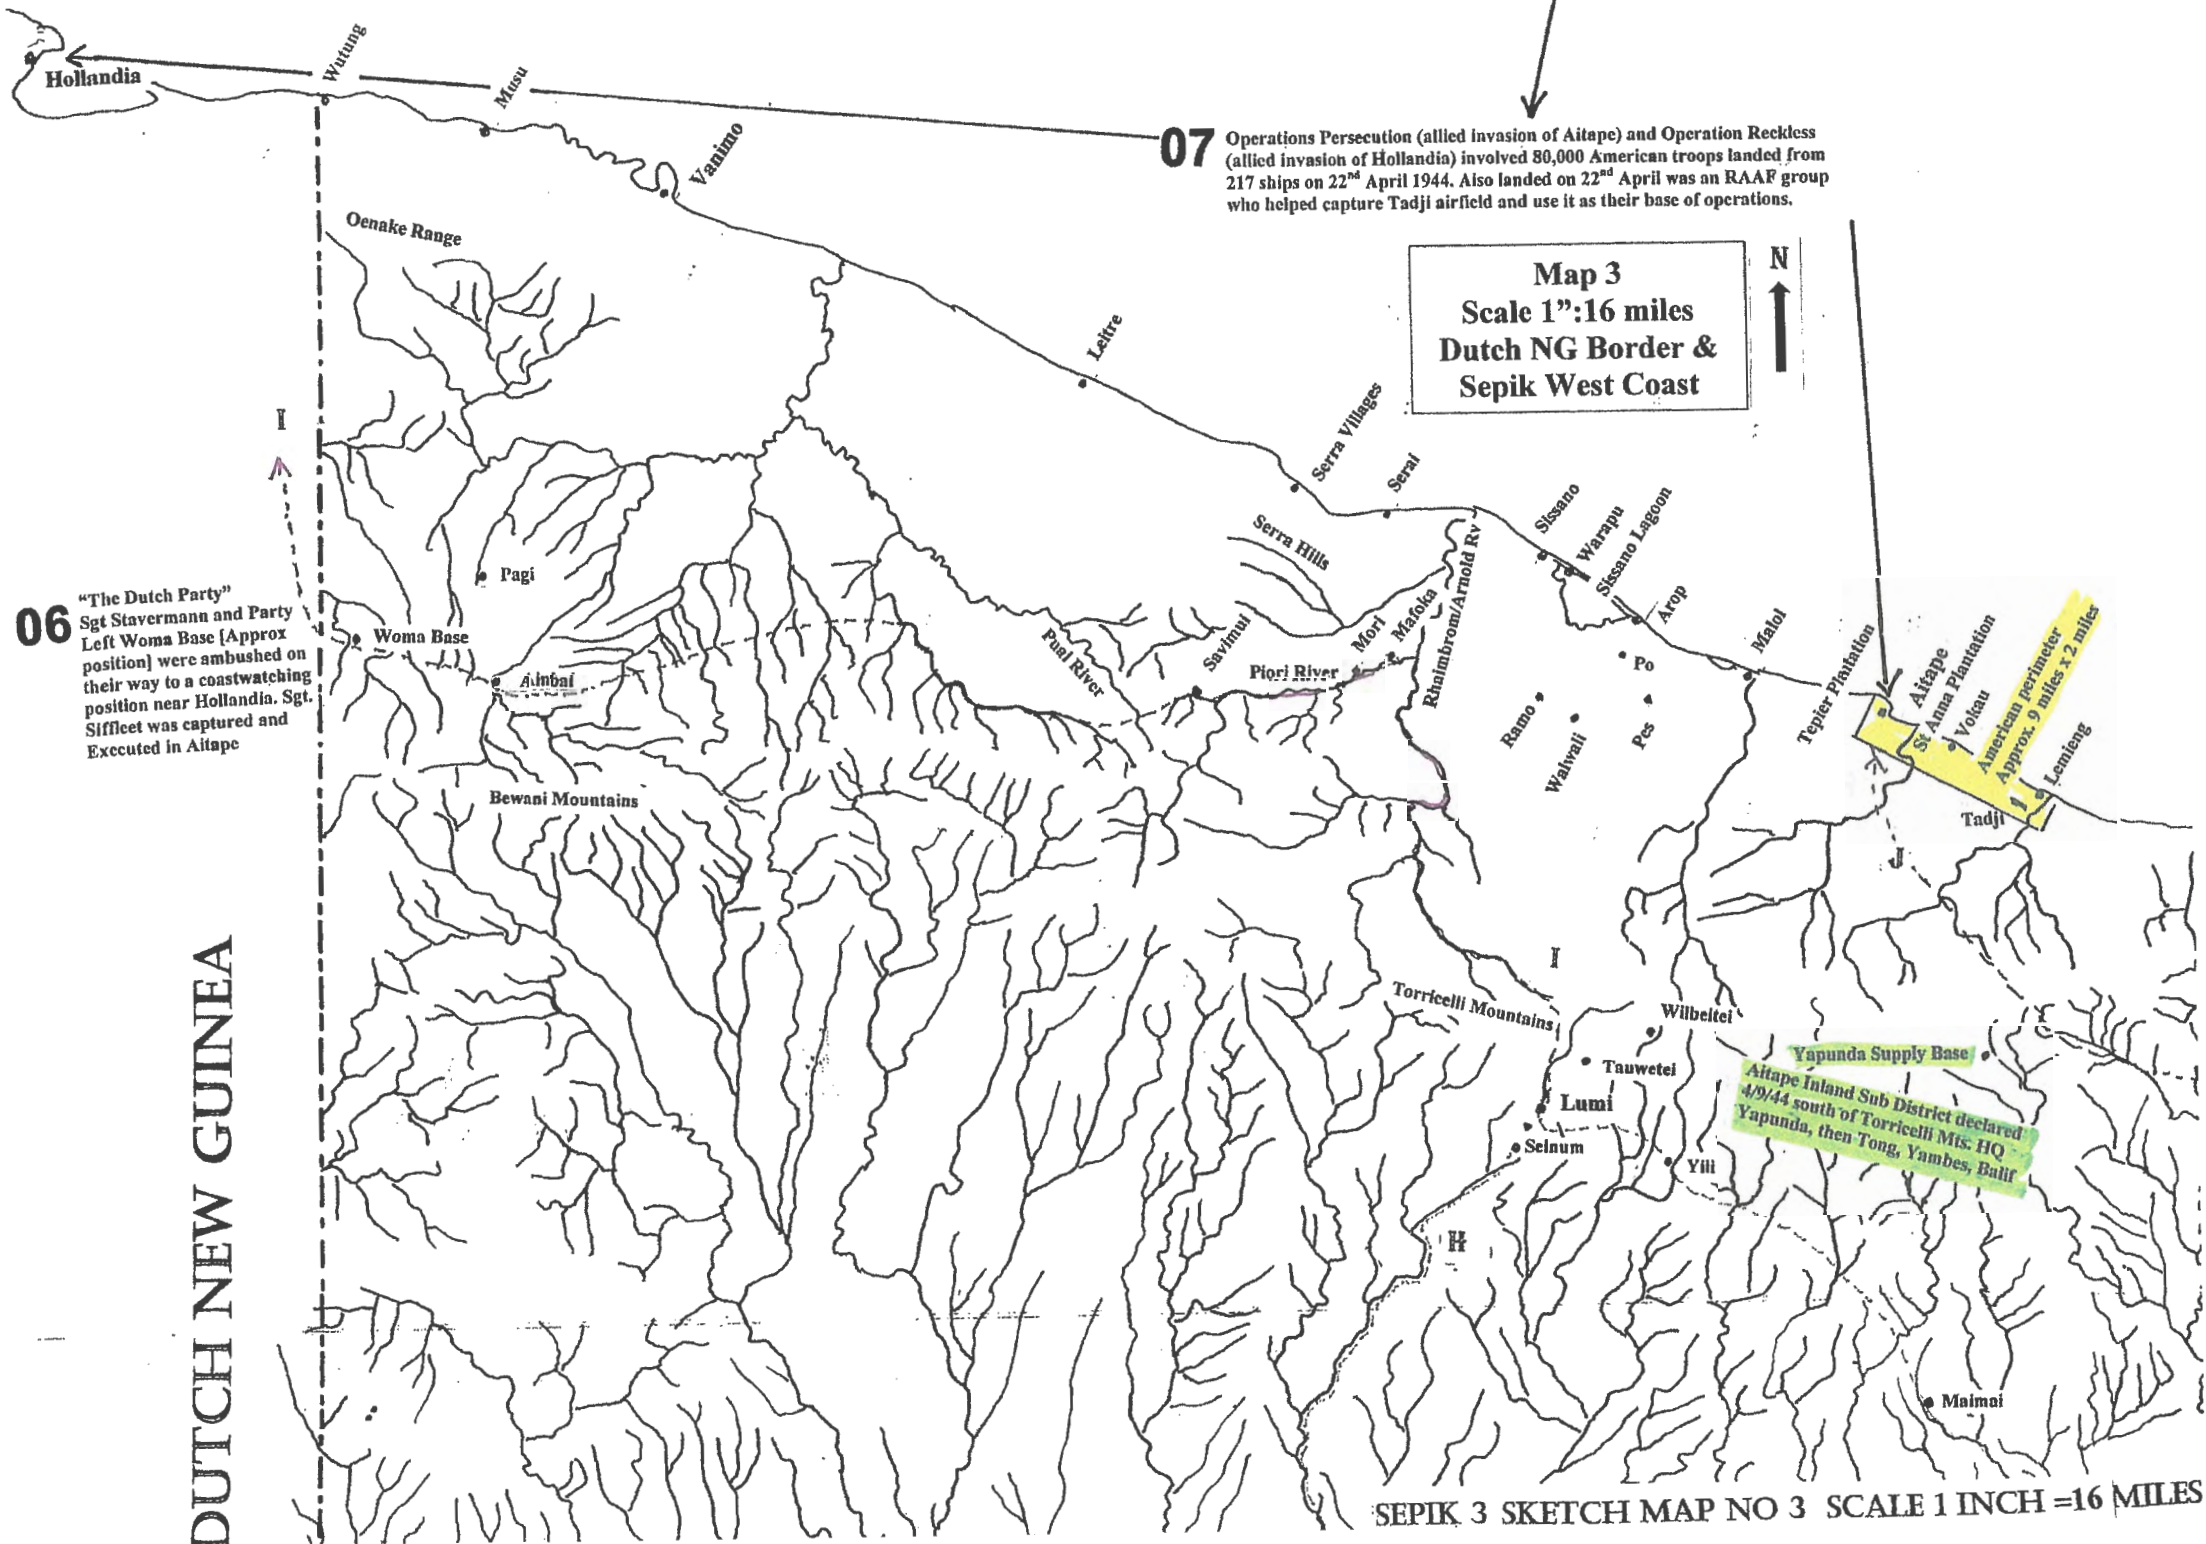 Hollandia
Wutung
Musu
Vanimo
07
Operations Persecution (allied invasion of Aitape) and Operation Reckless
(allied invasion of Hollandia) involved 80,000 American troops landed from
217 ships on 22nd April 1944. Also landed on 22nd April was an RAAF group
who helped capture Tadji airfield and use it as their base of operations.
Oenake Range
Map 3
Scale 1”:16 miles
Dutch NG Border &
Sepik West Coast
N
Leitre
I
Serra Villages
Serai
Sissano
Warapu
Sissano Lagoon
Arop
Malol
Serra Hills
Rhaimbrom/Arnold Rv
Pagi
06
“The Dutch Party”
Sgt Stavermann and Party
Left Woma Base [Approx
position] were ambushed on
their way to a coastwatching
position near Hollandia. Sgt.
Siffleet was captured and
Executed in Aitape
Woma Base
Ainbai
Pual River
Savimui
Piori River
Mori
Mafoka
Po
Ramo
Walwali
Pes
Tepier Plantation
Aitape
St Anna Plantation
Vokau
American perimeter
Approx. 9 miles x 2 miles
Lemieng
Tadji
J
Bewani Mountains
DUTCH NEW GUINEA
I
Torricelli Mountains
Wilbeitei
Tauwetei
Lumi
Seinum
Yili
Yapunda Supply Base
Aitape Inland Sub District declared
4/9/44 south of Torricelli Mts. HQ
Yapunda, then Tong, Yambes, Balif
H
Maimai
SEPIK 3 SKETCH MAP NO 3 SCALE 1 INCH =16 MILES